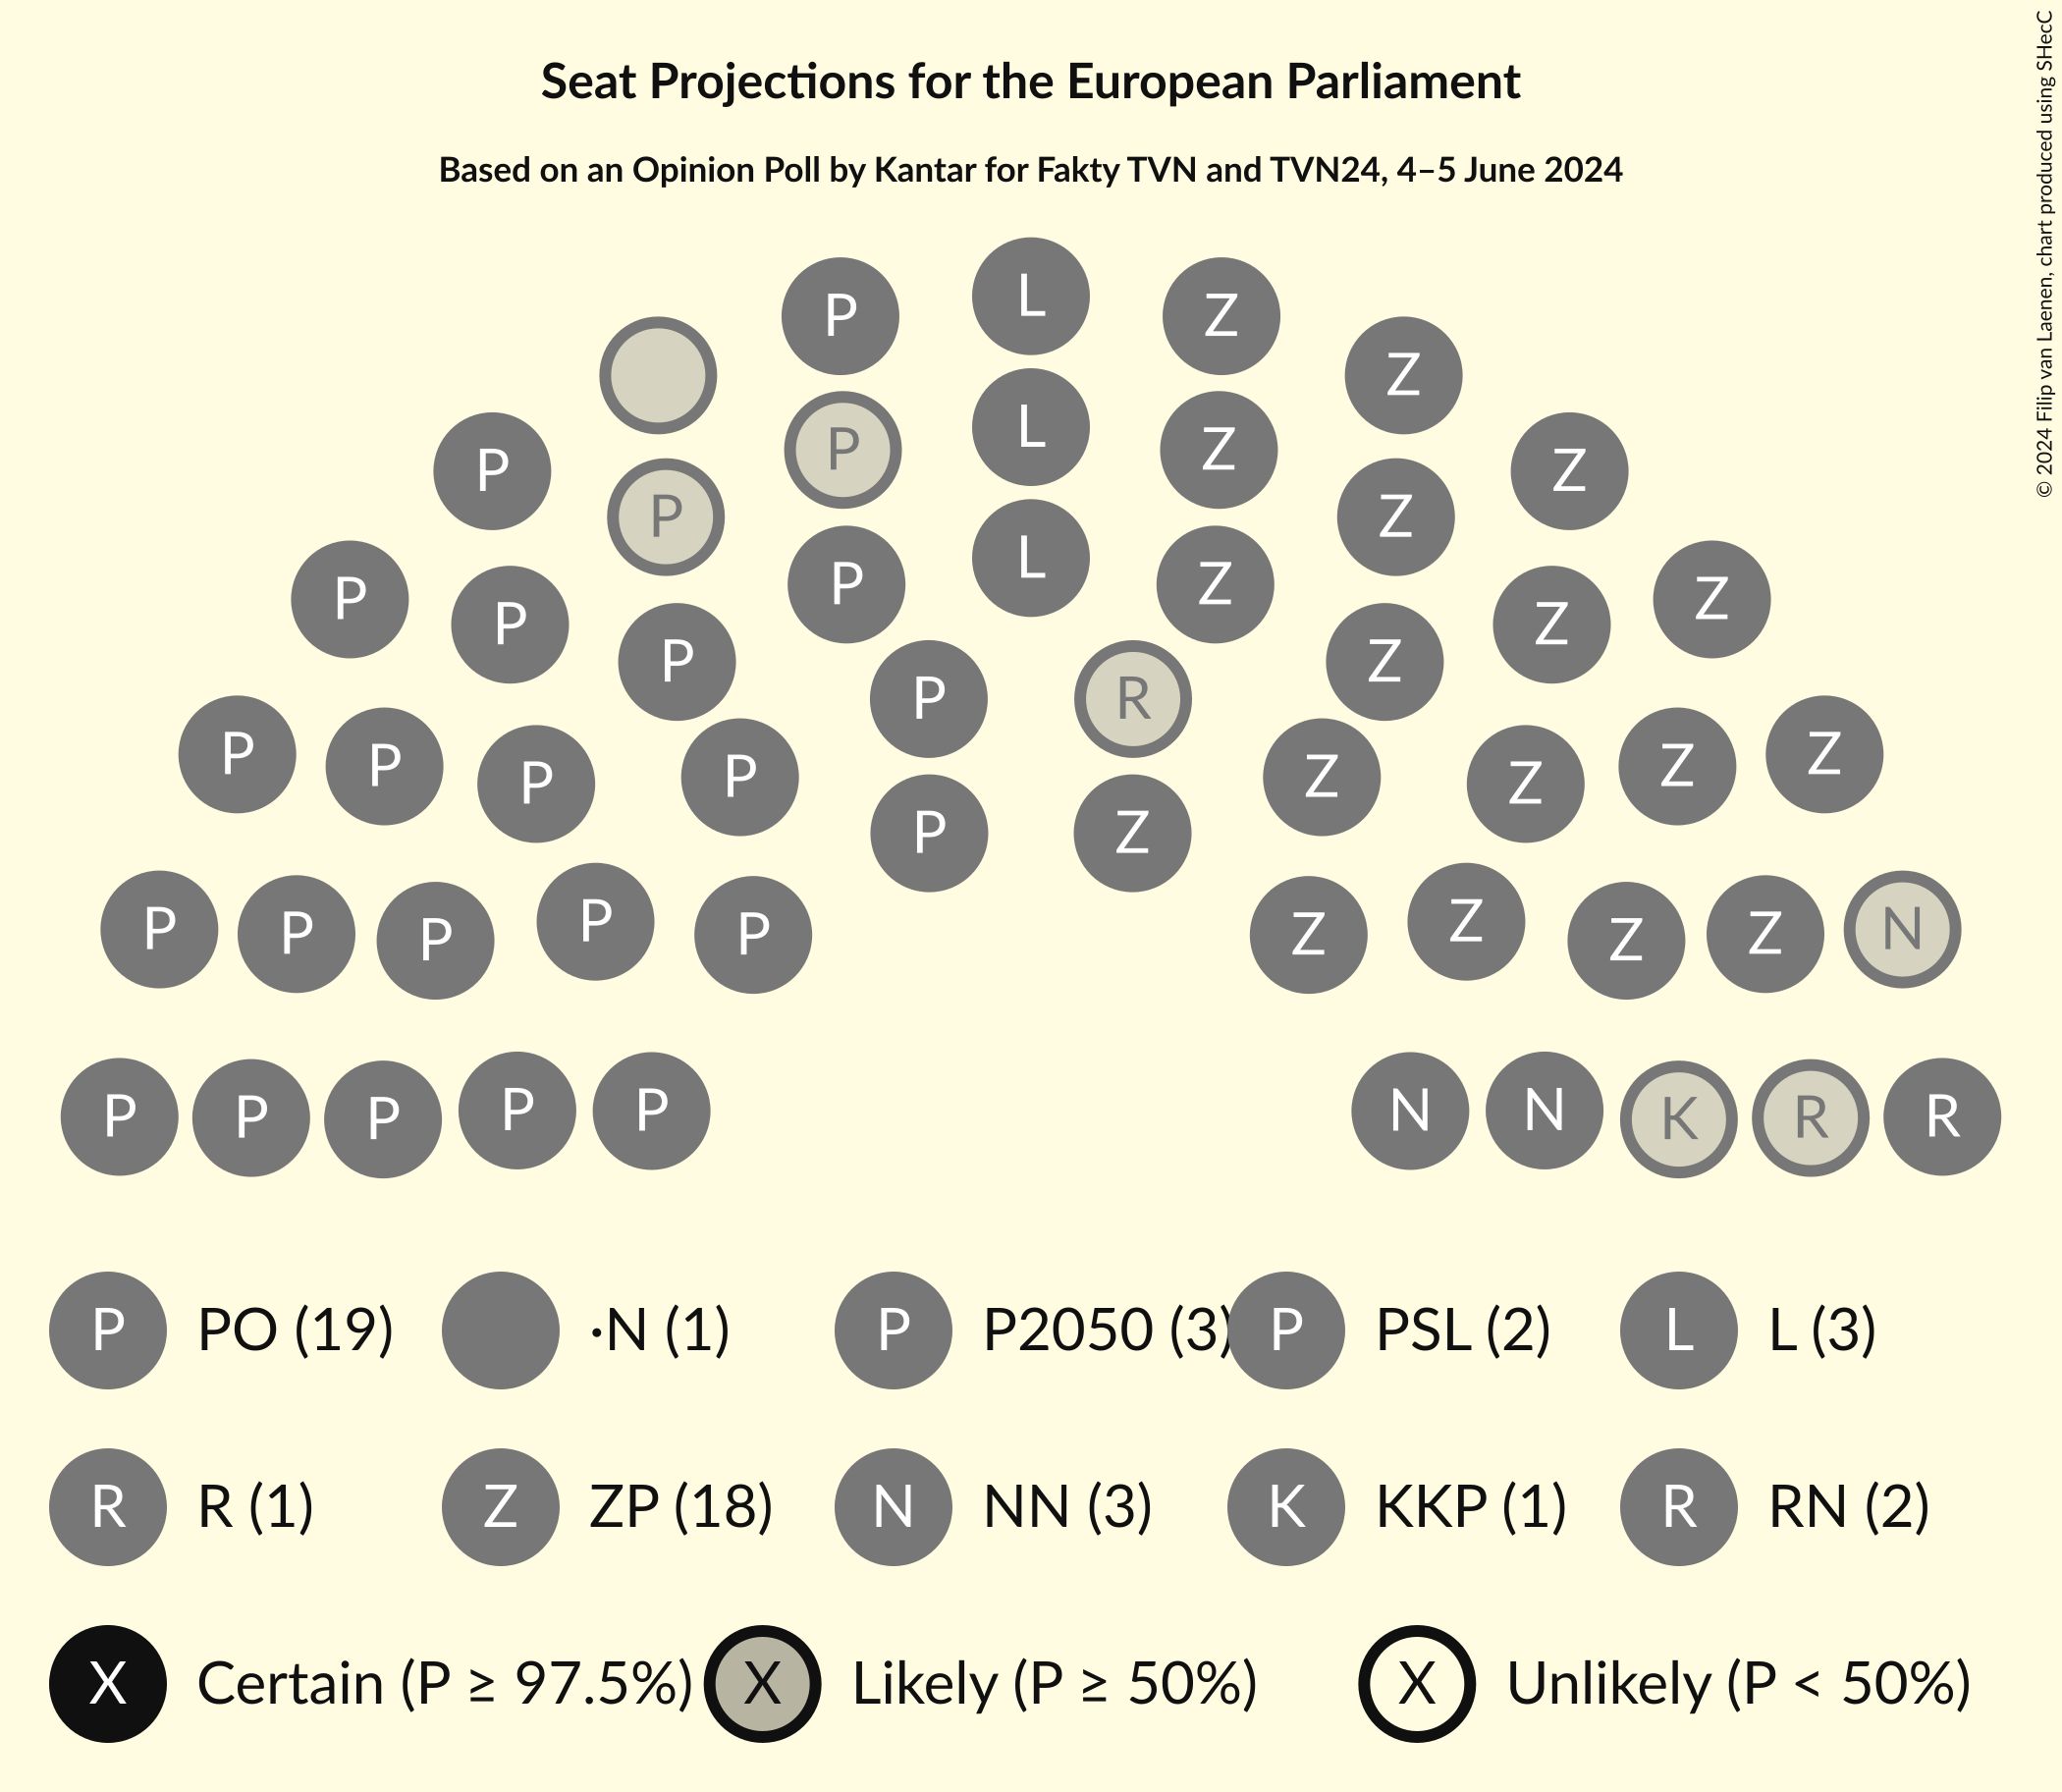 © 2024 Filip van Laenen, chart produced using SHecC
Seat Projections for the European Parliament
Based on an Opinion Poll by Kantar for Fakty TVN and TVN24, 4–5 June 2024
L
P Z
Z
L
P Z
P Z
P Z
L
P Z
P Z
P Z
P Z
P R
P P P P Z Z Z Z
P Z
P P P P P Z Z Z Z N
P P P P P N N K R R
P PO (19) ·N (1) P P2050 (3) P PSL (2) L L (3)
R R (1) Z ZP (18) N NN (3) K KKP (1) R RN (2)
X Certain (P ≥ 97.5%) X Likely (P ≥ 50%) X Unlikely (P < 50%)